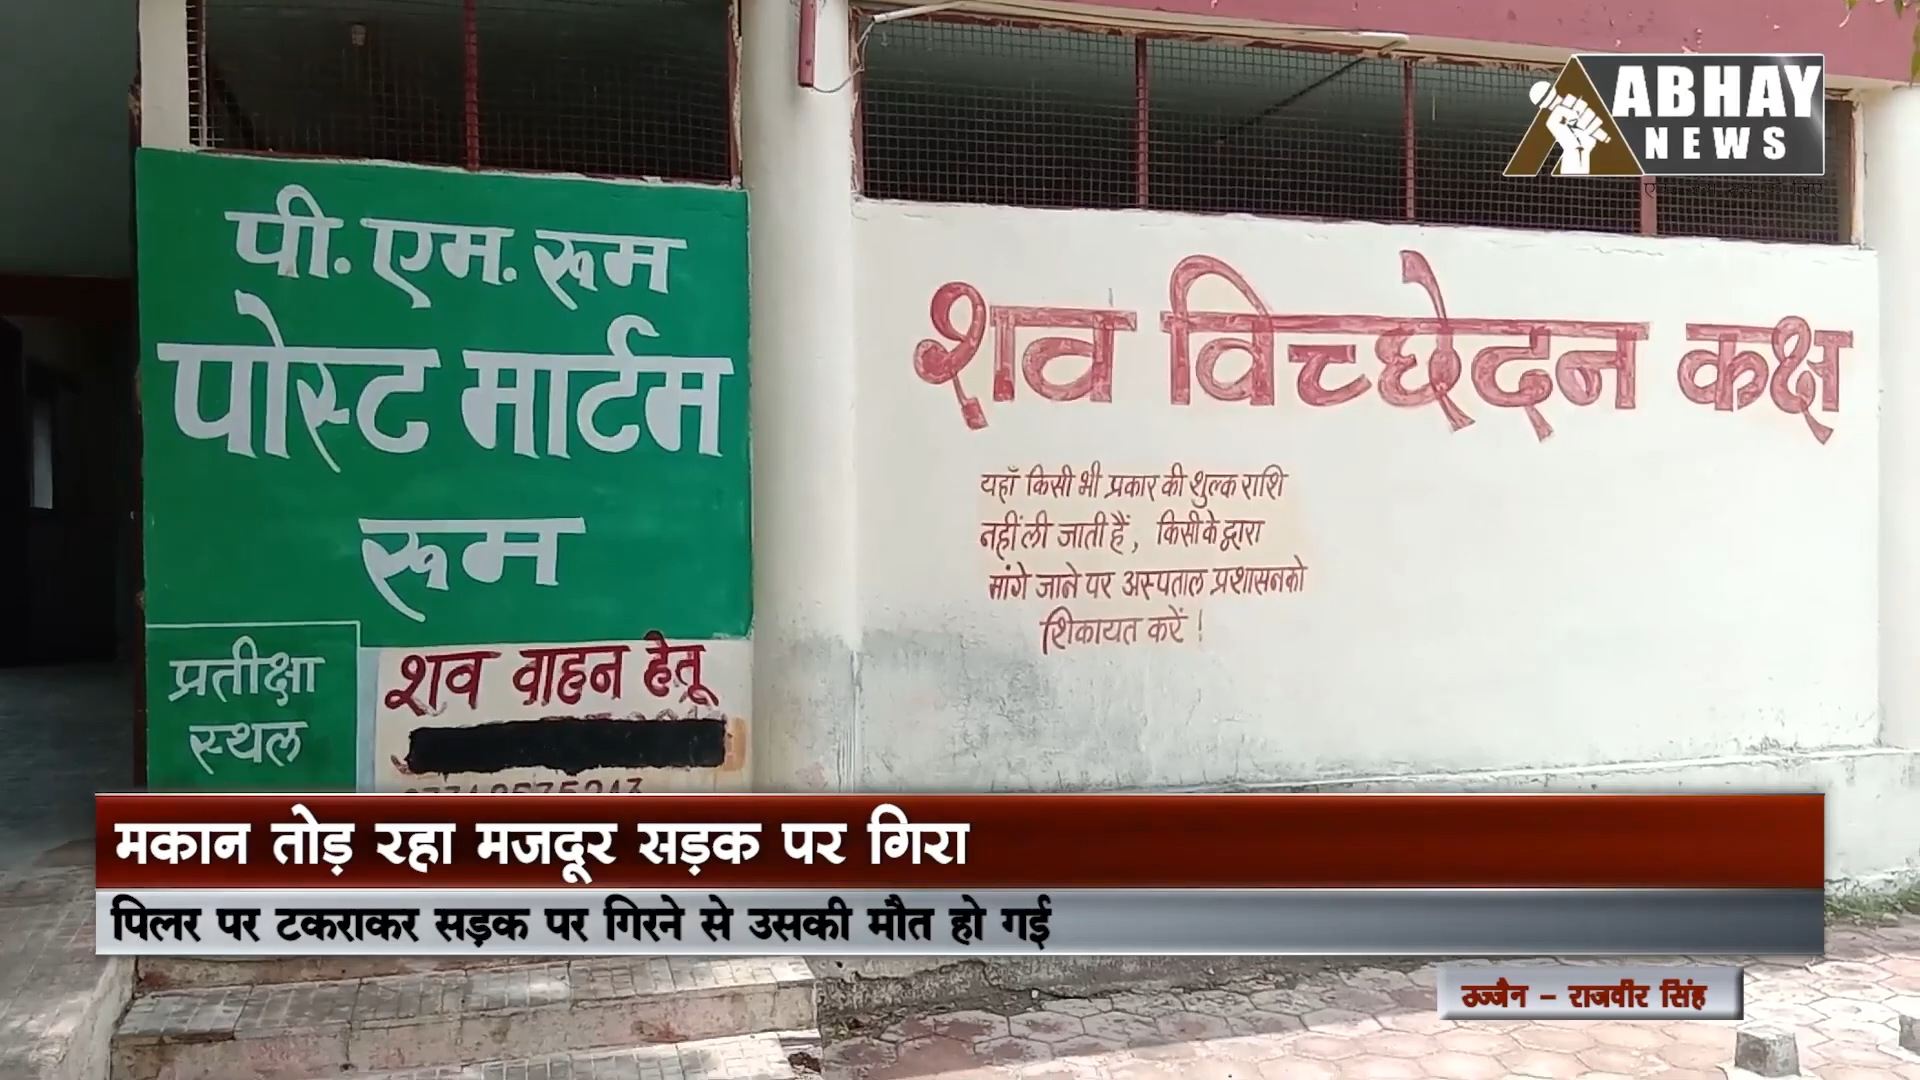 ABHAY
NEWS
पी. एम. रूम
पोस्ट मार्टम
रूम
प्रतीक्षा
स्थल
शव वाहन हेतू
शव विच्छेदन कक्ष
यहाँ किसी भी प्रकार की शुल्क राशि
नहीं ली जाती हैं, किसी के द्वारा
मांगे जाने पर अस्पताल प्रशासन को
शिकायत करें !
मकान तोड़ रहा मजदूर सड़क पर गिरा
पिलर पर टकराकर सड़क पर गिरने से उसकी मौत हो गई
उज्जैन – राजवीर सिंह